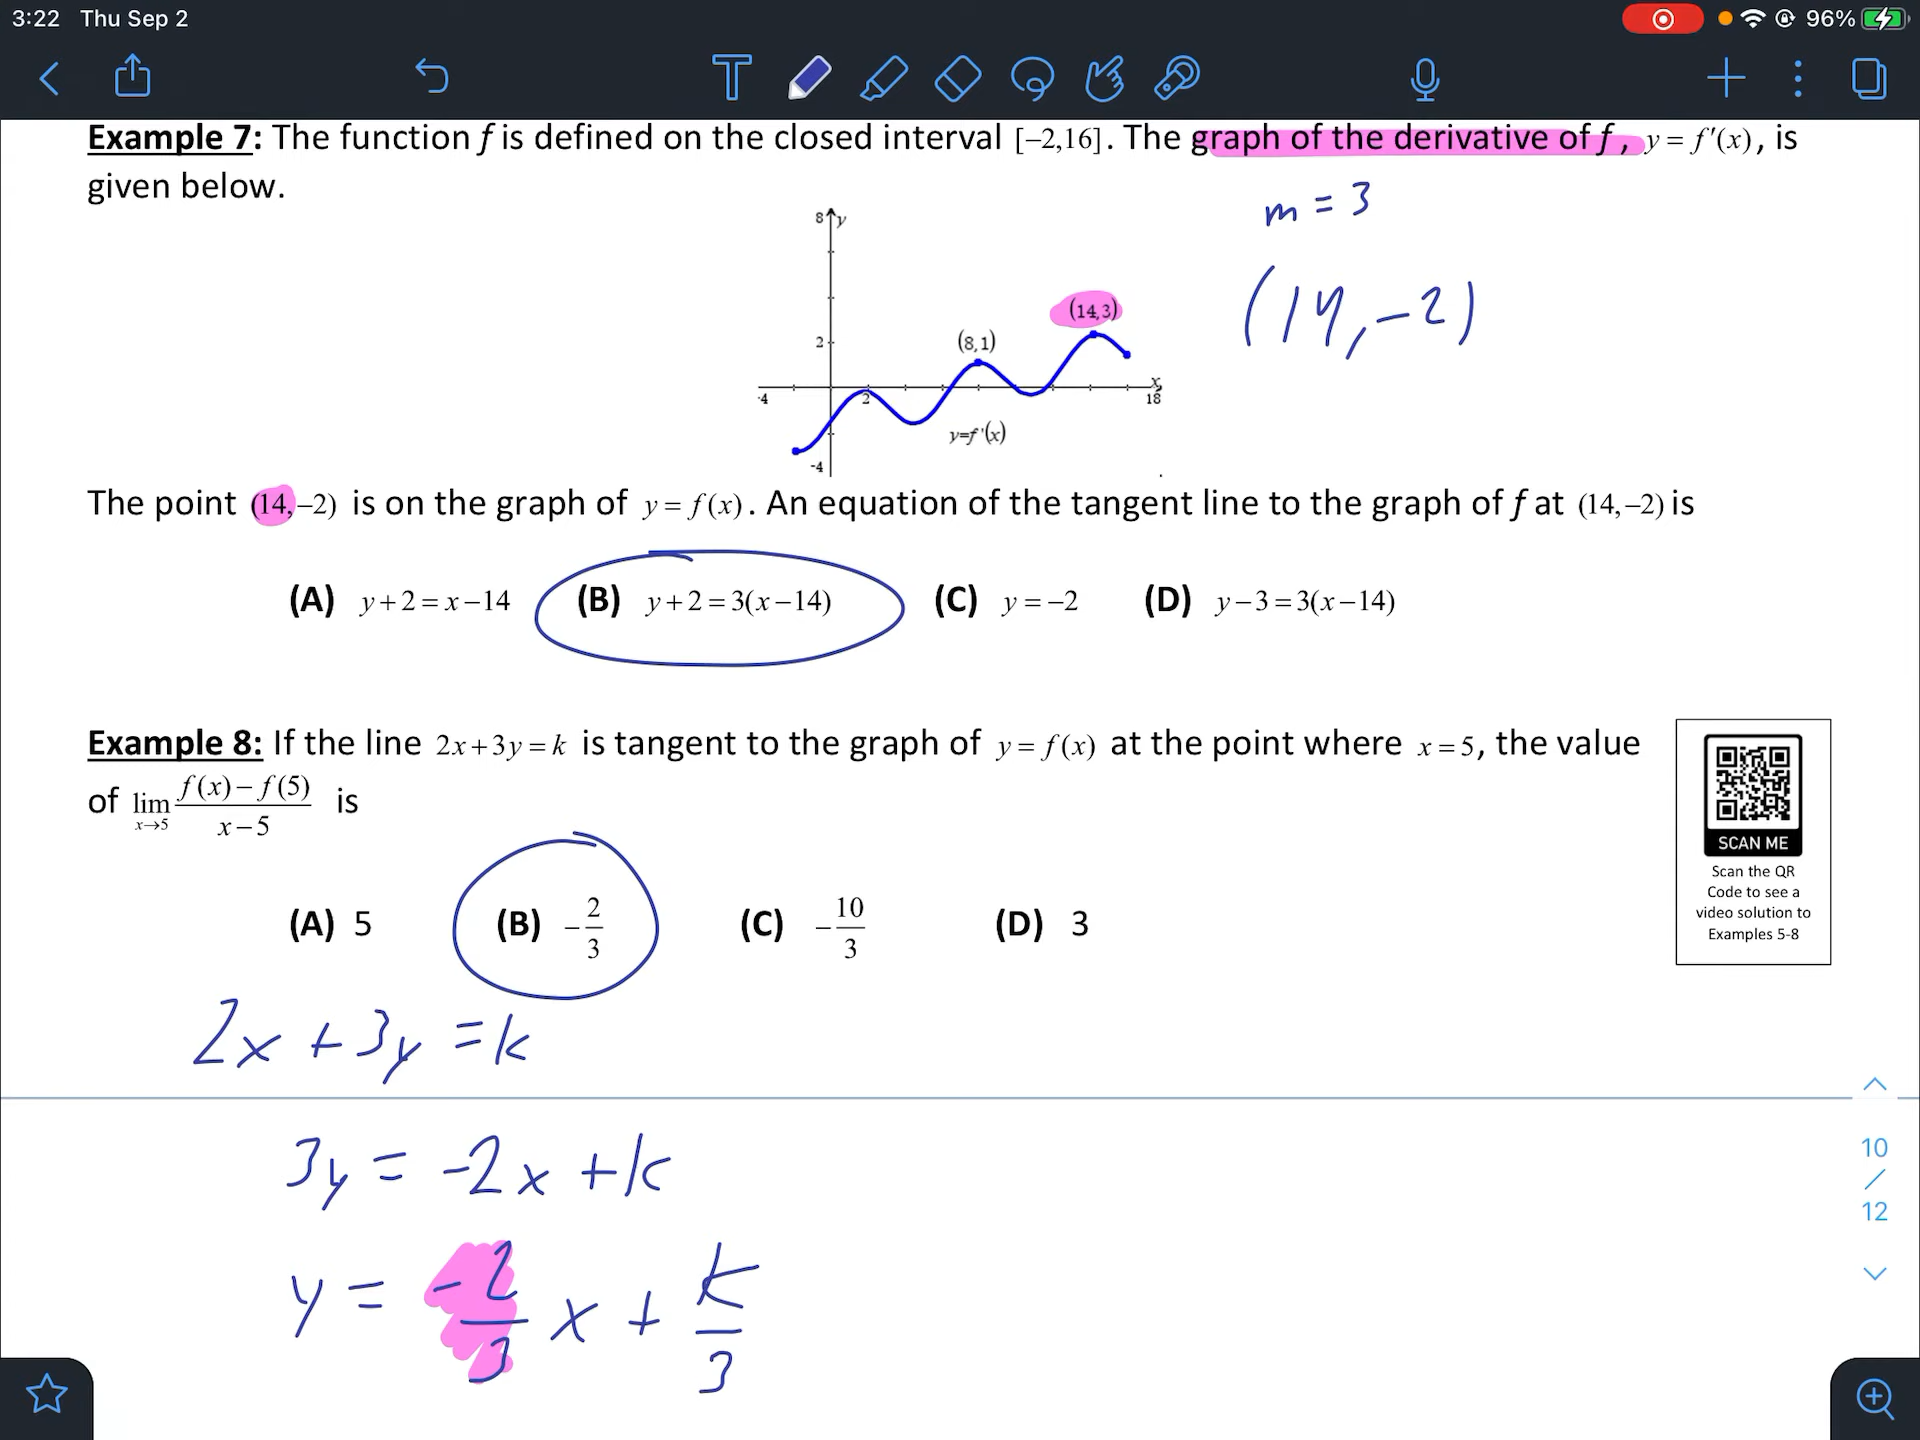 3:22 Thu Sep 2
96%
Example 7: The function f is defined on the closed interval [−2,16]. The graph of the derivative of f, y = f′(x), is
given below.
m = 3
8 y
(14,3)
(14,−2)
(8,1)
2
x
-4 2 18
y=f'(x)
-4
The point (14,−2) is on the graph of y = f(x). An equation of the tangent line to the graph of f at (14,−2) is
(A) y+2=x−14 (B) y+2=3(x−14) (C) y=−2 (D) y−3=3(x−14)
Example 8: If the line 2x+3y=k is tangent to the graph of y=f(x) at the point where x=5, the value
of lim x→5 (f(x)−f(5))/(x−5) is
(A) 5 (B) −2/3 (C) −10/3 (D) 3
SCAN ME
Scan the QR
Code to see a
video solution to
Examples 5-8
2x + 3y = k
3y = -2x + k
y = -2/3 x + k/3
10
/
12